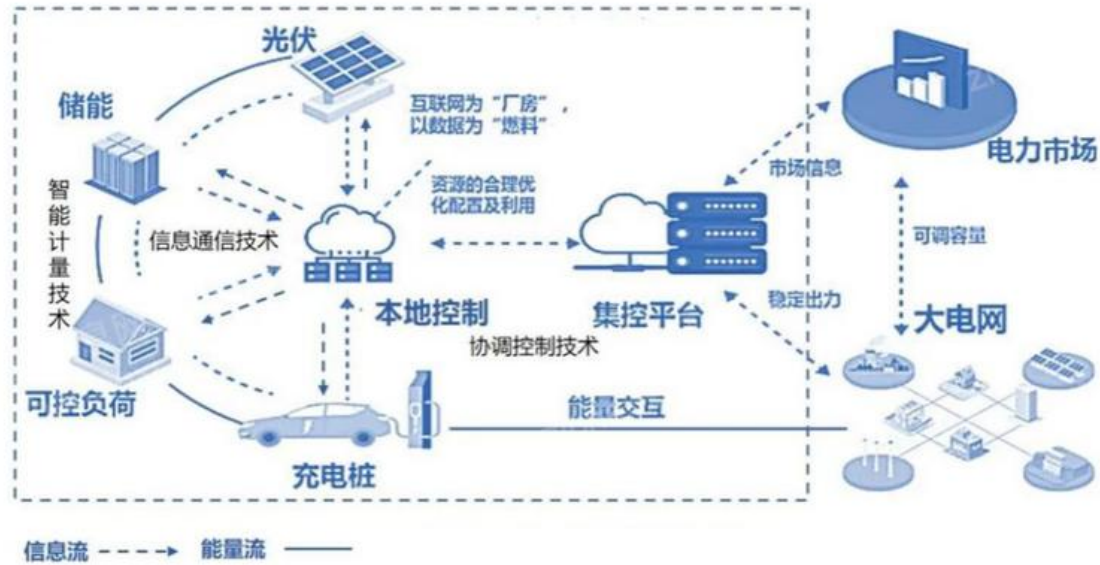 光伏
储能
互联网为“厂房”，
以数据为“燃料”
电力市场
市场信息
资源的合理优
化配置及利用
智能计量技术
信息通信技术
可调容量
稳定出力
本地控制
集控平台
大电网
协调控制技术
可控负荷
能量交互
充电桩
信息流
能量流